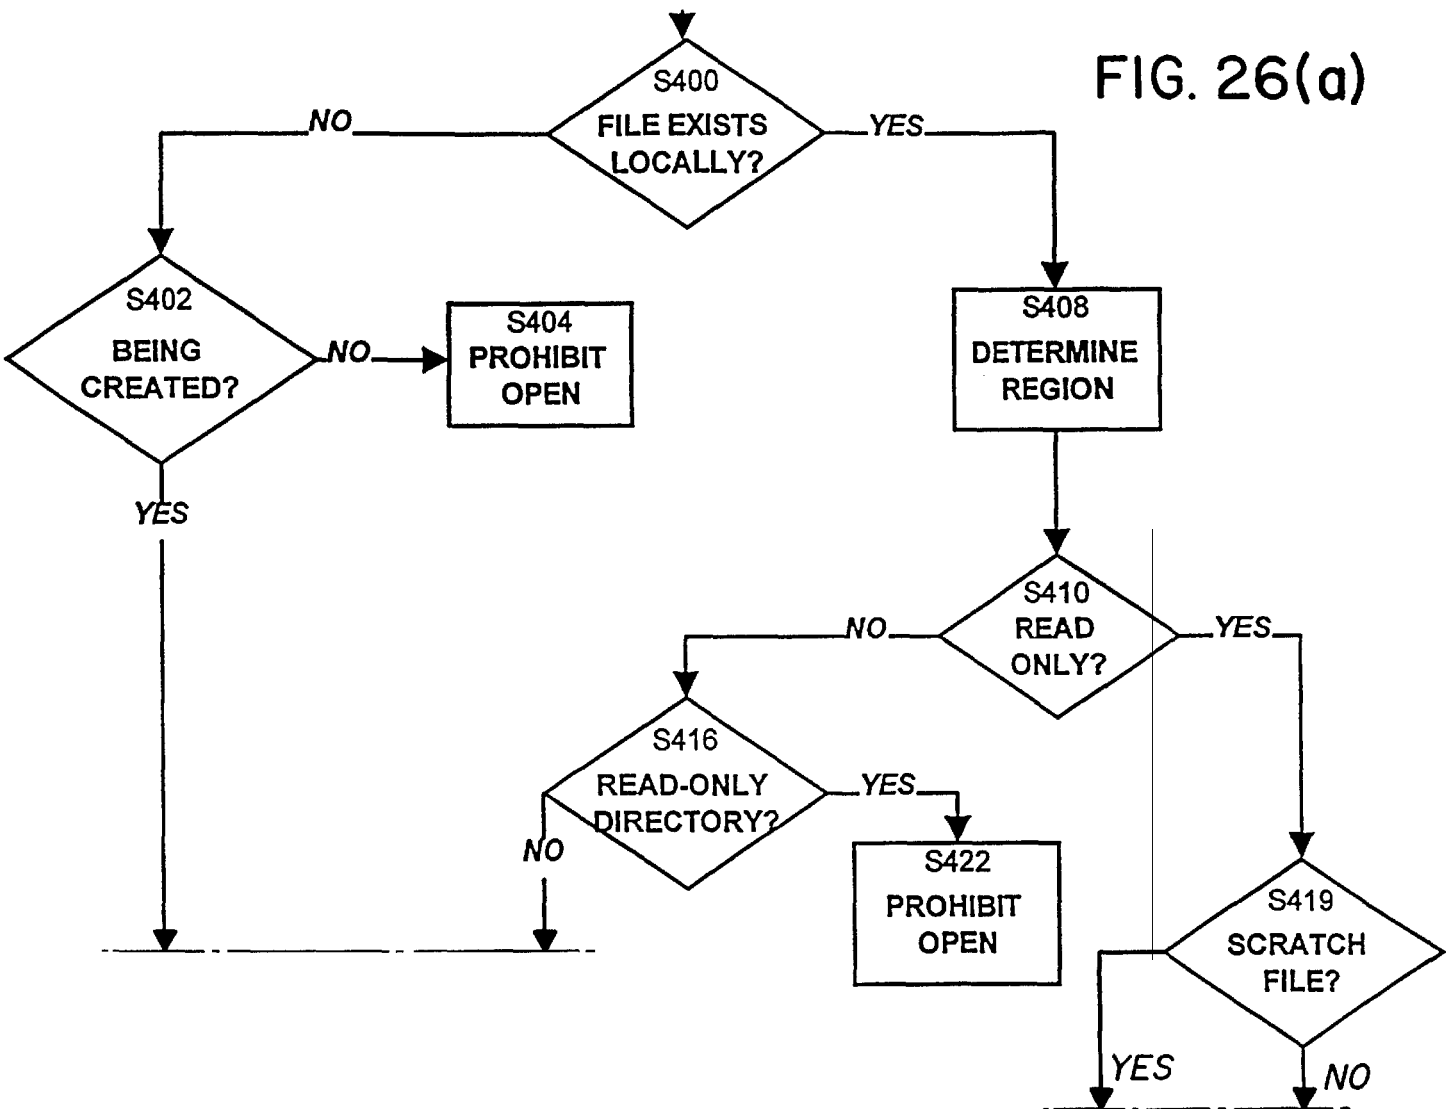 FIG. 26(a)
S400
FILE EXISTS
LOCALLY?
NO
YES
S402
BEING
CREATED?
NO
S404
PROHIBIT
OPEN
YES
S408
DETERMINE
REGION
S410
READ
ONLY?
NO
YES
S416
READ-ONLY
DIRECTORY?
YES
NO
S422
PROHIBIT
OPEN
S419
SCRATCH
FILE?
YES
NO